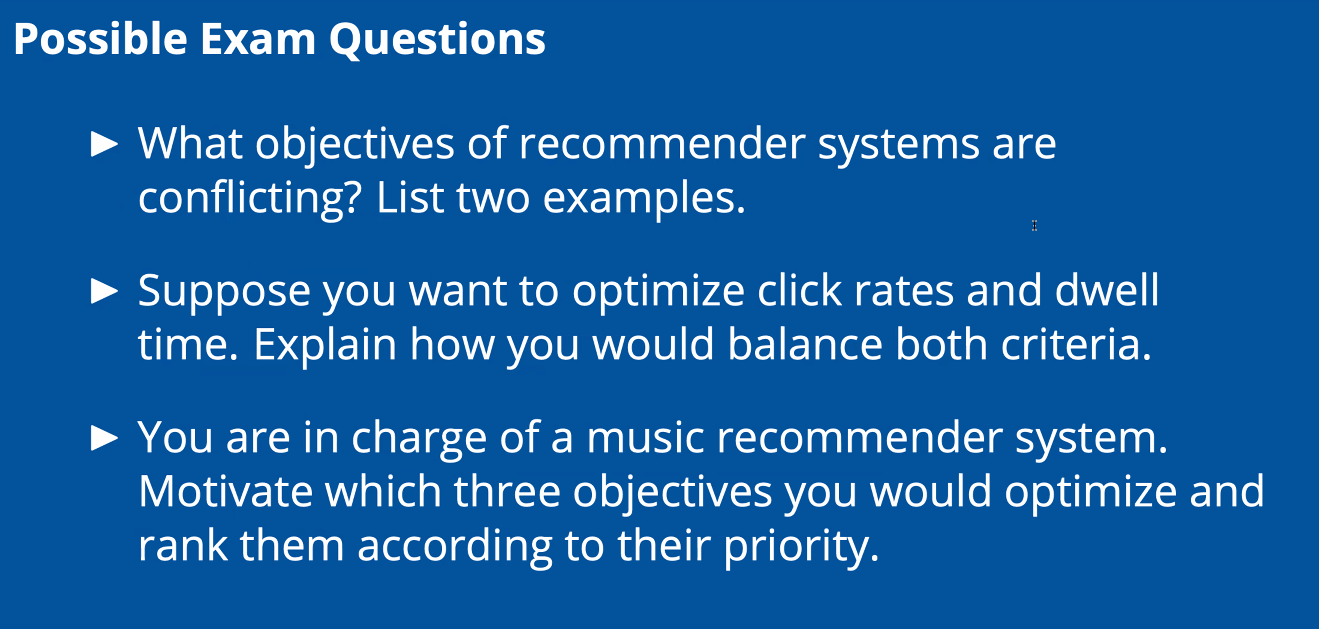 Possible Exam Questions
► What objectives of recommender systems are
conflicting? List two examples.
► Suppose you want to optimize click rates and dwell
time. Explain how you would balance both criteria.
► You are in charge of a music recommender system.
Motivate which three objectives you would optimize and
rank them according to their priority.